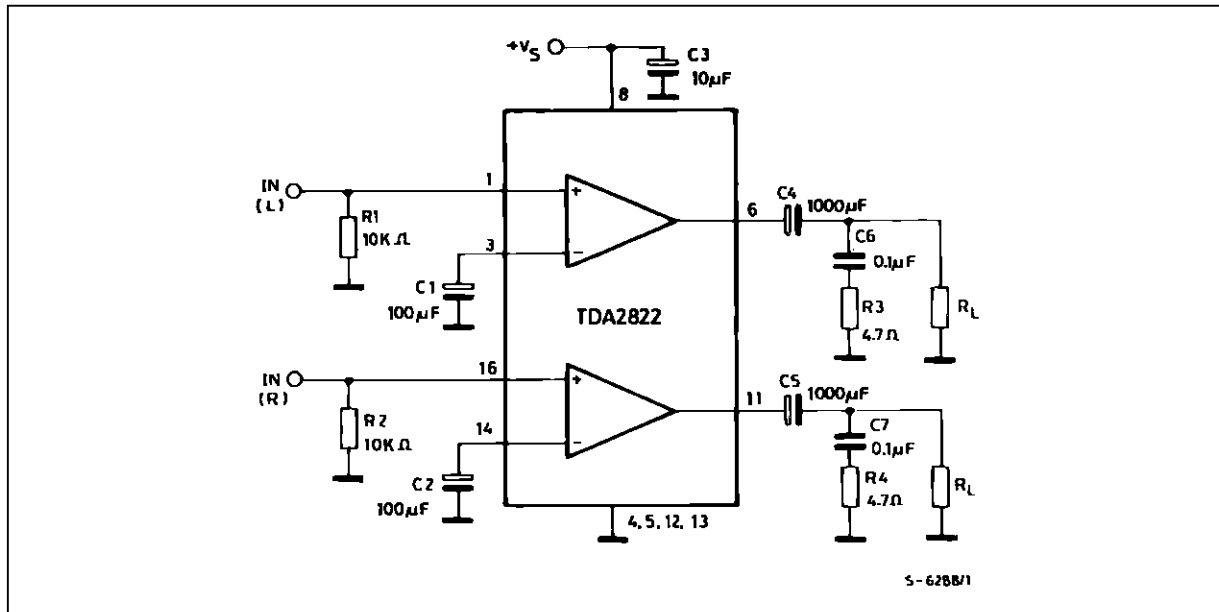 +VS
C3
10µF
8
IN
(L)
1
R1
10KΩ
3
C1
100µF
6
C4
1000µF
C6
0.1µF
R3
4.7Ω
RL
TDA2822
IN
(R)
16
R2
10KΩ
14
C2
100µF
11
C5
1000µF
C7
0.1µF
R4
4.7Ω
RL
4, 5, 12, 13
S-6288/1